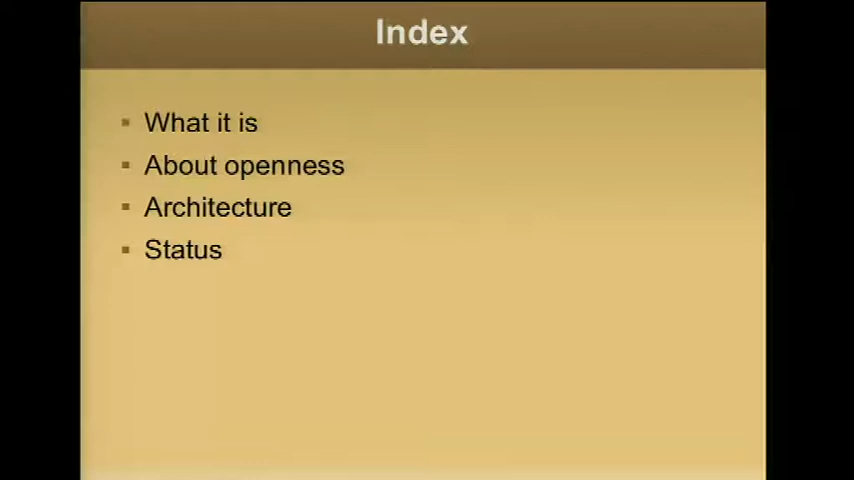 Index
What it is
About openness
Architecture
Status